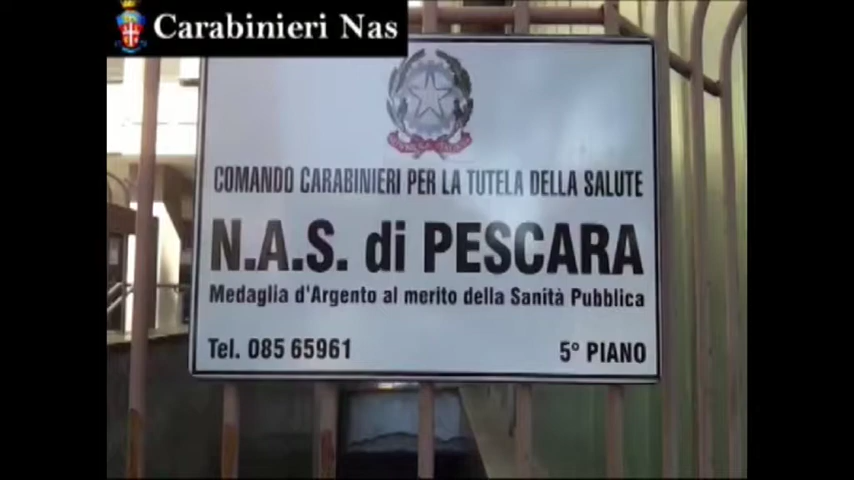 Carabinieri Nas
COMANDO CARABINIERI PER LA TUTELA DELLA SALUTE
N.A.S. di PESCARA
Medaglia d'Argento al merito della Sanità Pubblica
Tel. 085 65961
5° PIANO